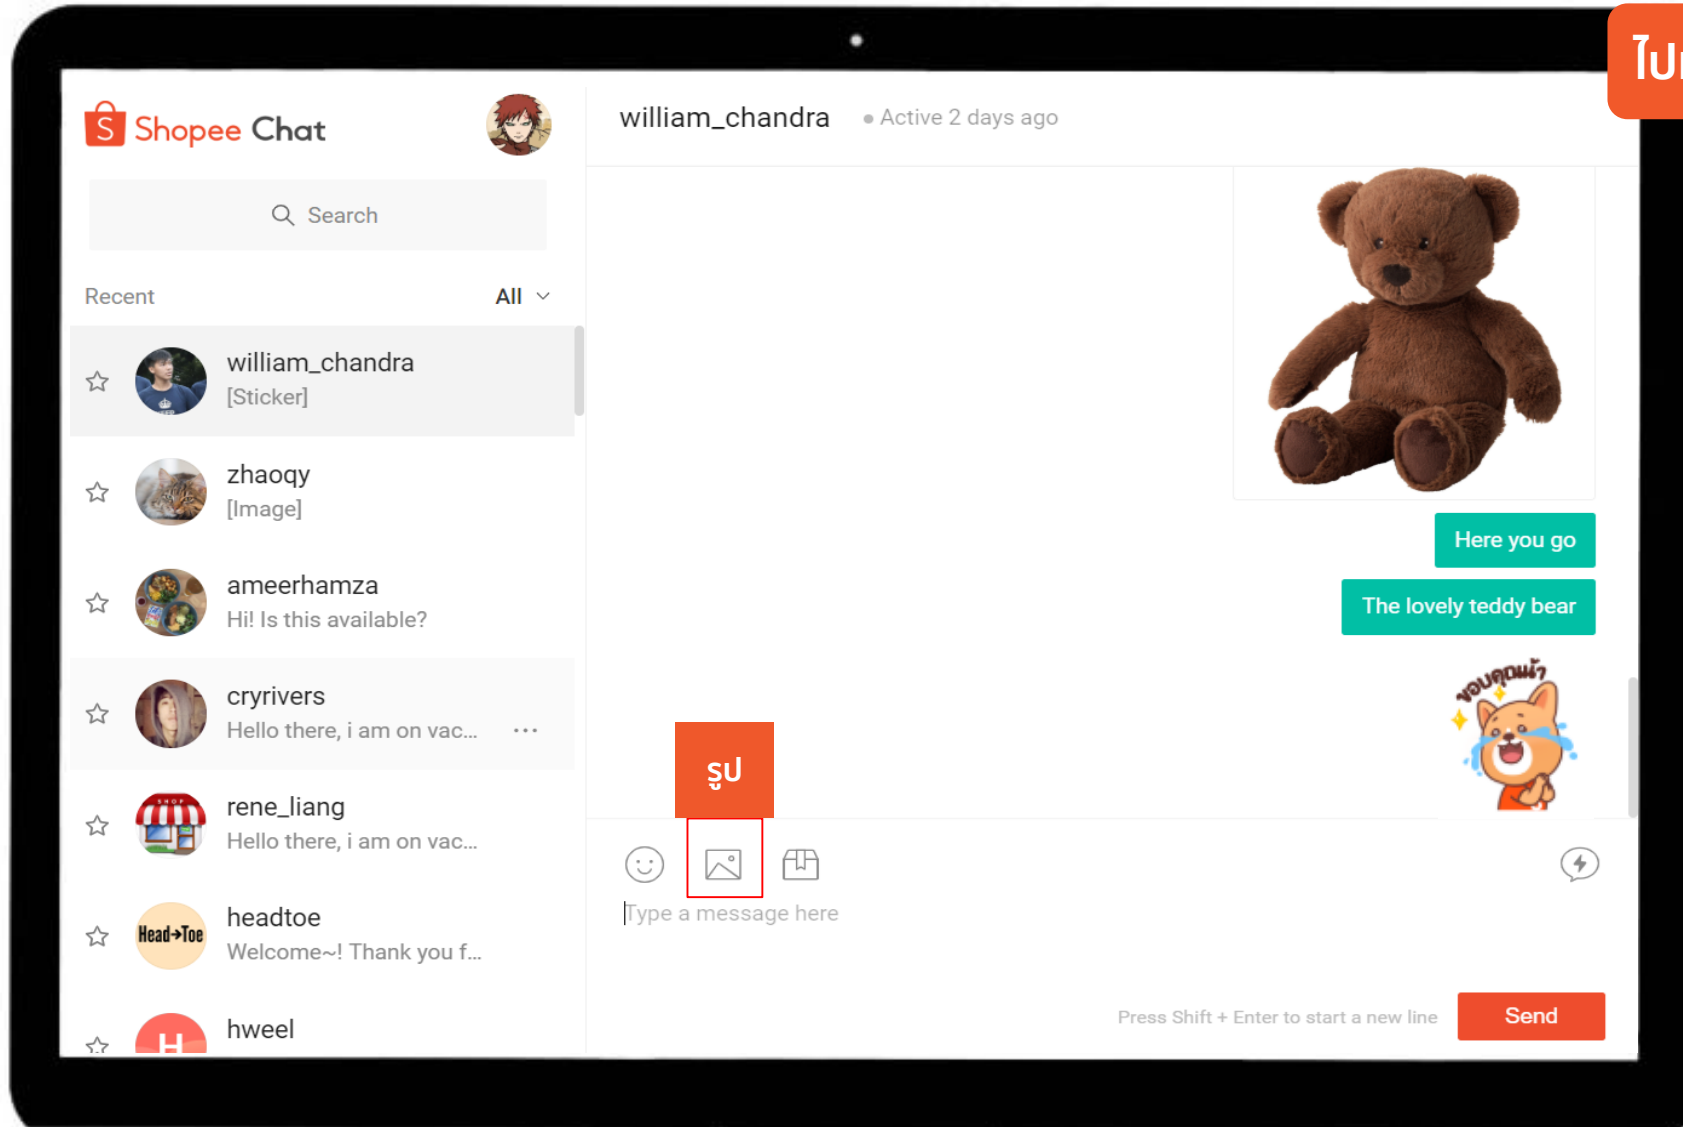 Shopee Chat
Search
Recent
All
william_chandra
[Sticker]
zhaoqy
[Image]
ameerhamza
Hi! Is this available?
cryrivers
Hello there, i am on vac...
rene_liang
SHOP
Hello there, i am on vac...
Head→Toe
headtoe
Welcome~! Thank you f...
H
hweel
william_chandra
Active 2 days ago
Here you go
The lovely teddy bear
ขอบคุณน้า
รูป
Type a message here
Press Shift + Enter to start a new line
Send